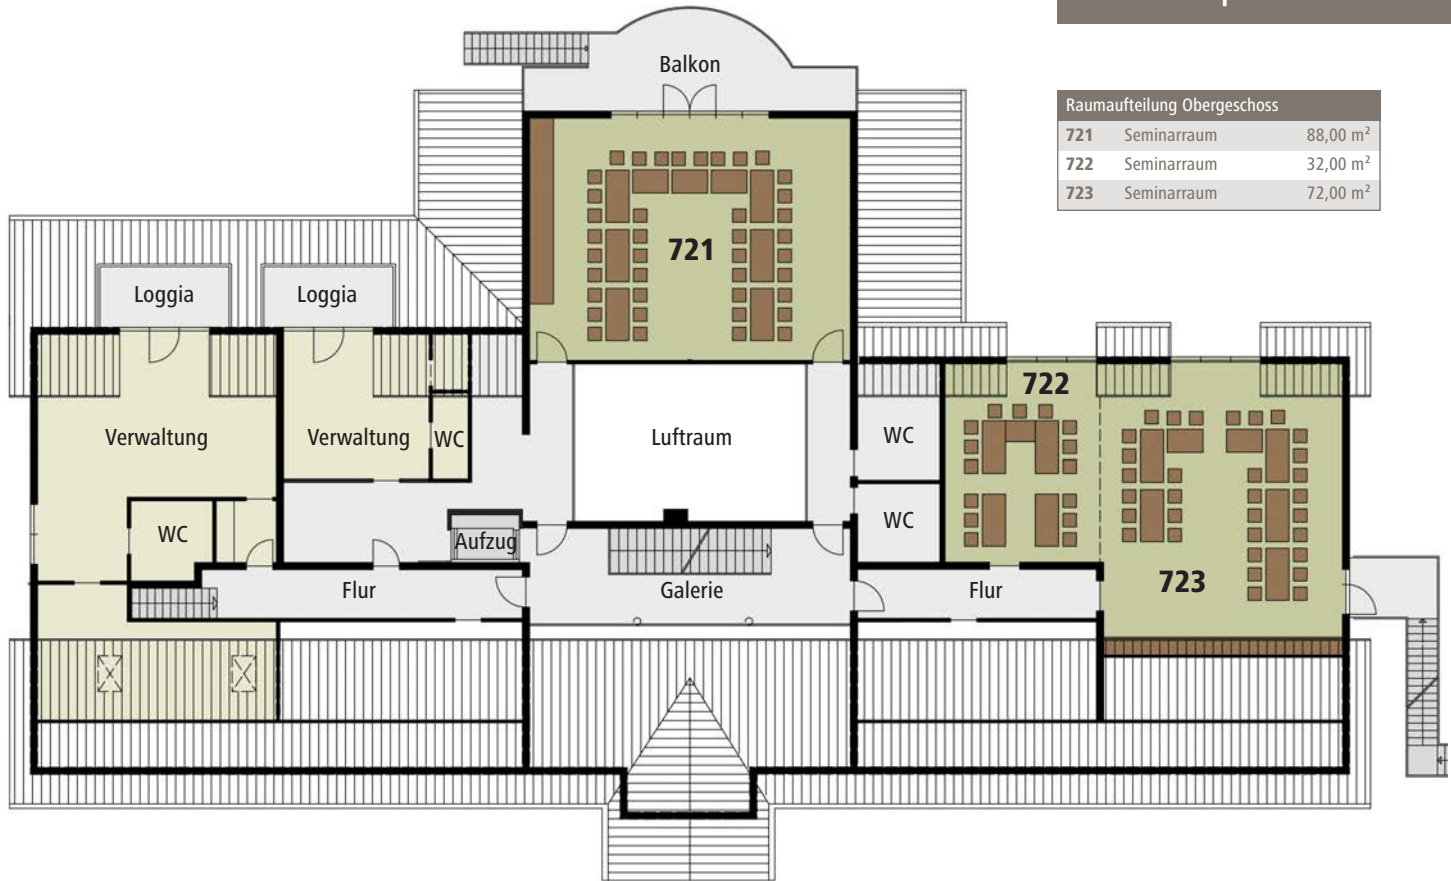 Balkon
Raumaufteilung Obergeschoss
721 Seminarraum 88,00 m²
722 Seminarraum 32,00 m²
723 Seminarraum 72,00 m²
721
Loggia
Loggia
722
Verwaltung
Verwaltung
WC
Luftraum
WC
WC
WC
Aufzug
Flur
Galerie
Flur
723